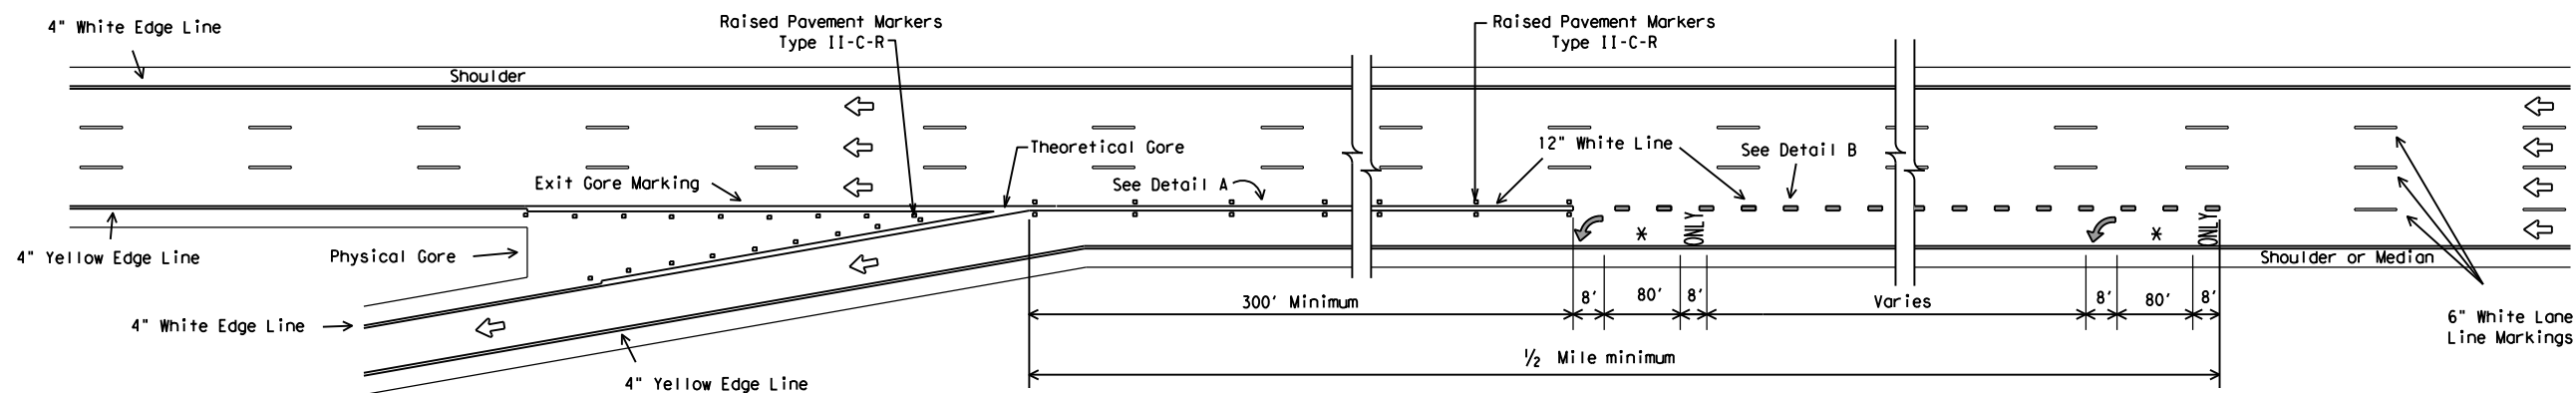 4" White Edge Line
Raised Pavement Markers
Type II-C-R
Raised Pavement Markers
Type II-C-R
Shoulder
Theoretical Gore
12" White Line
See Detail B
Exit Gore Marking
See Detail A
ONLY
*
ONLY
*
4" Yellow Edge Line
Physical Gore
Shoulder or Median
300' Minimum
8'
80'
8'
Varies
8'
80'
8'
4" White Edge Line
6" White Lane
Line Markings
½ Mile minimum
4" Yellow Edge Line